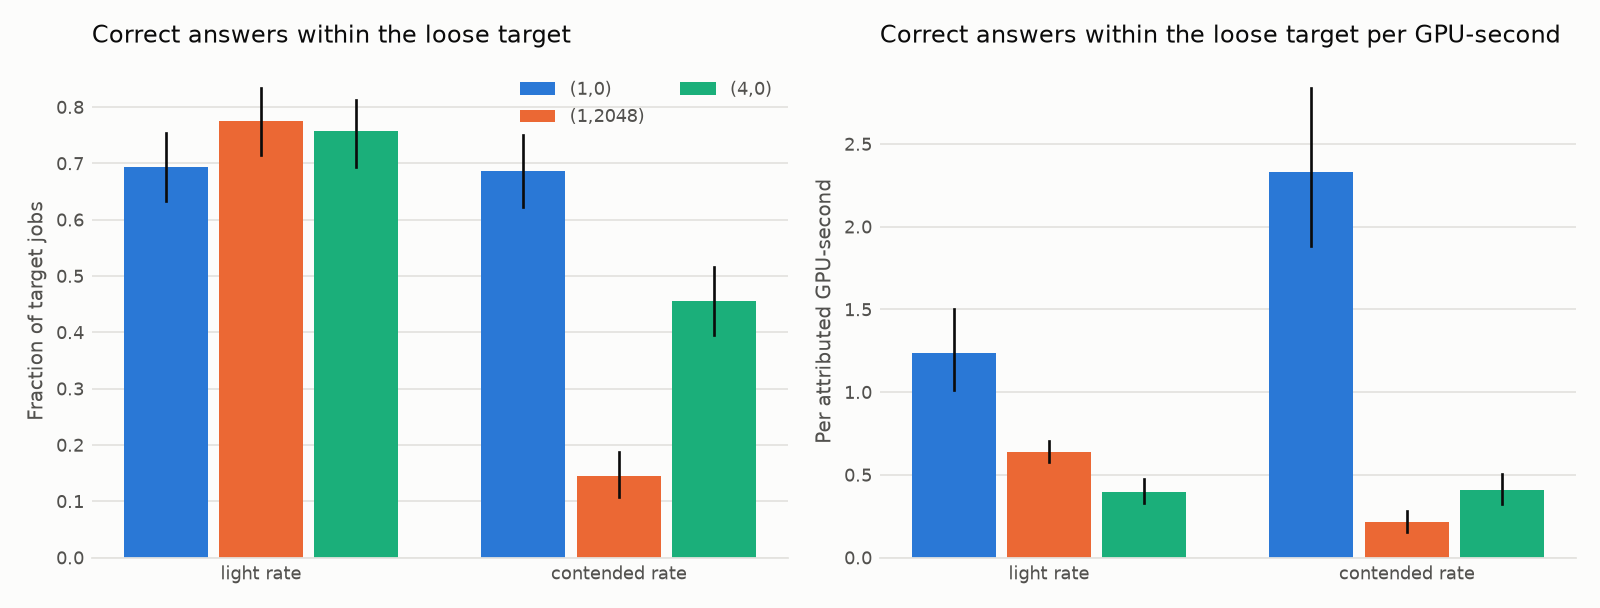 Correct answers within the loose target
(1,0)
(1,2048)
(4,0)
Fraction of target jobs
0.8
0.7
0.6
0.5
0.4
0.3
0.2
0.1
0.0
light rate
contended rate
Correct answers within the loose target per GPU-second
Per attributed GPU-second
2.5
2.0
1.5
1.0
0.5
0.0
light rate
contended rate